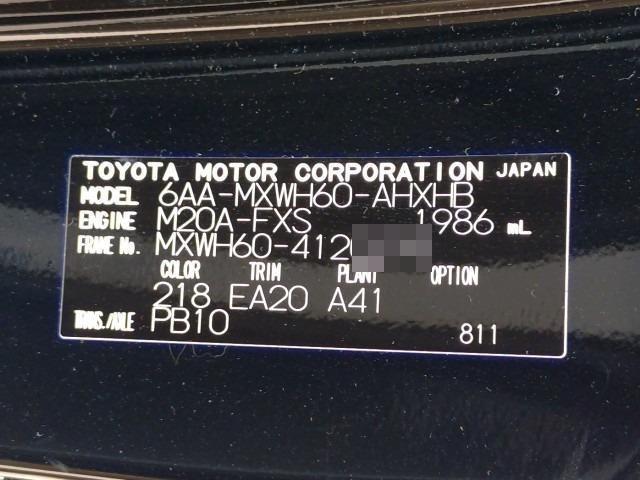 TOYOTA MOTOR CORPORATION JAPAN
MODEL 6AA-MXWH60-AHXHB
ENGINE M20A-FXS 1986 mL
FRAME No. MXWH60-412
COLOR TRIM PLANT OPTION
218 EA20 A41
TRANS./AXLE PB10 811